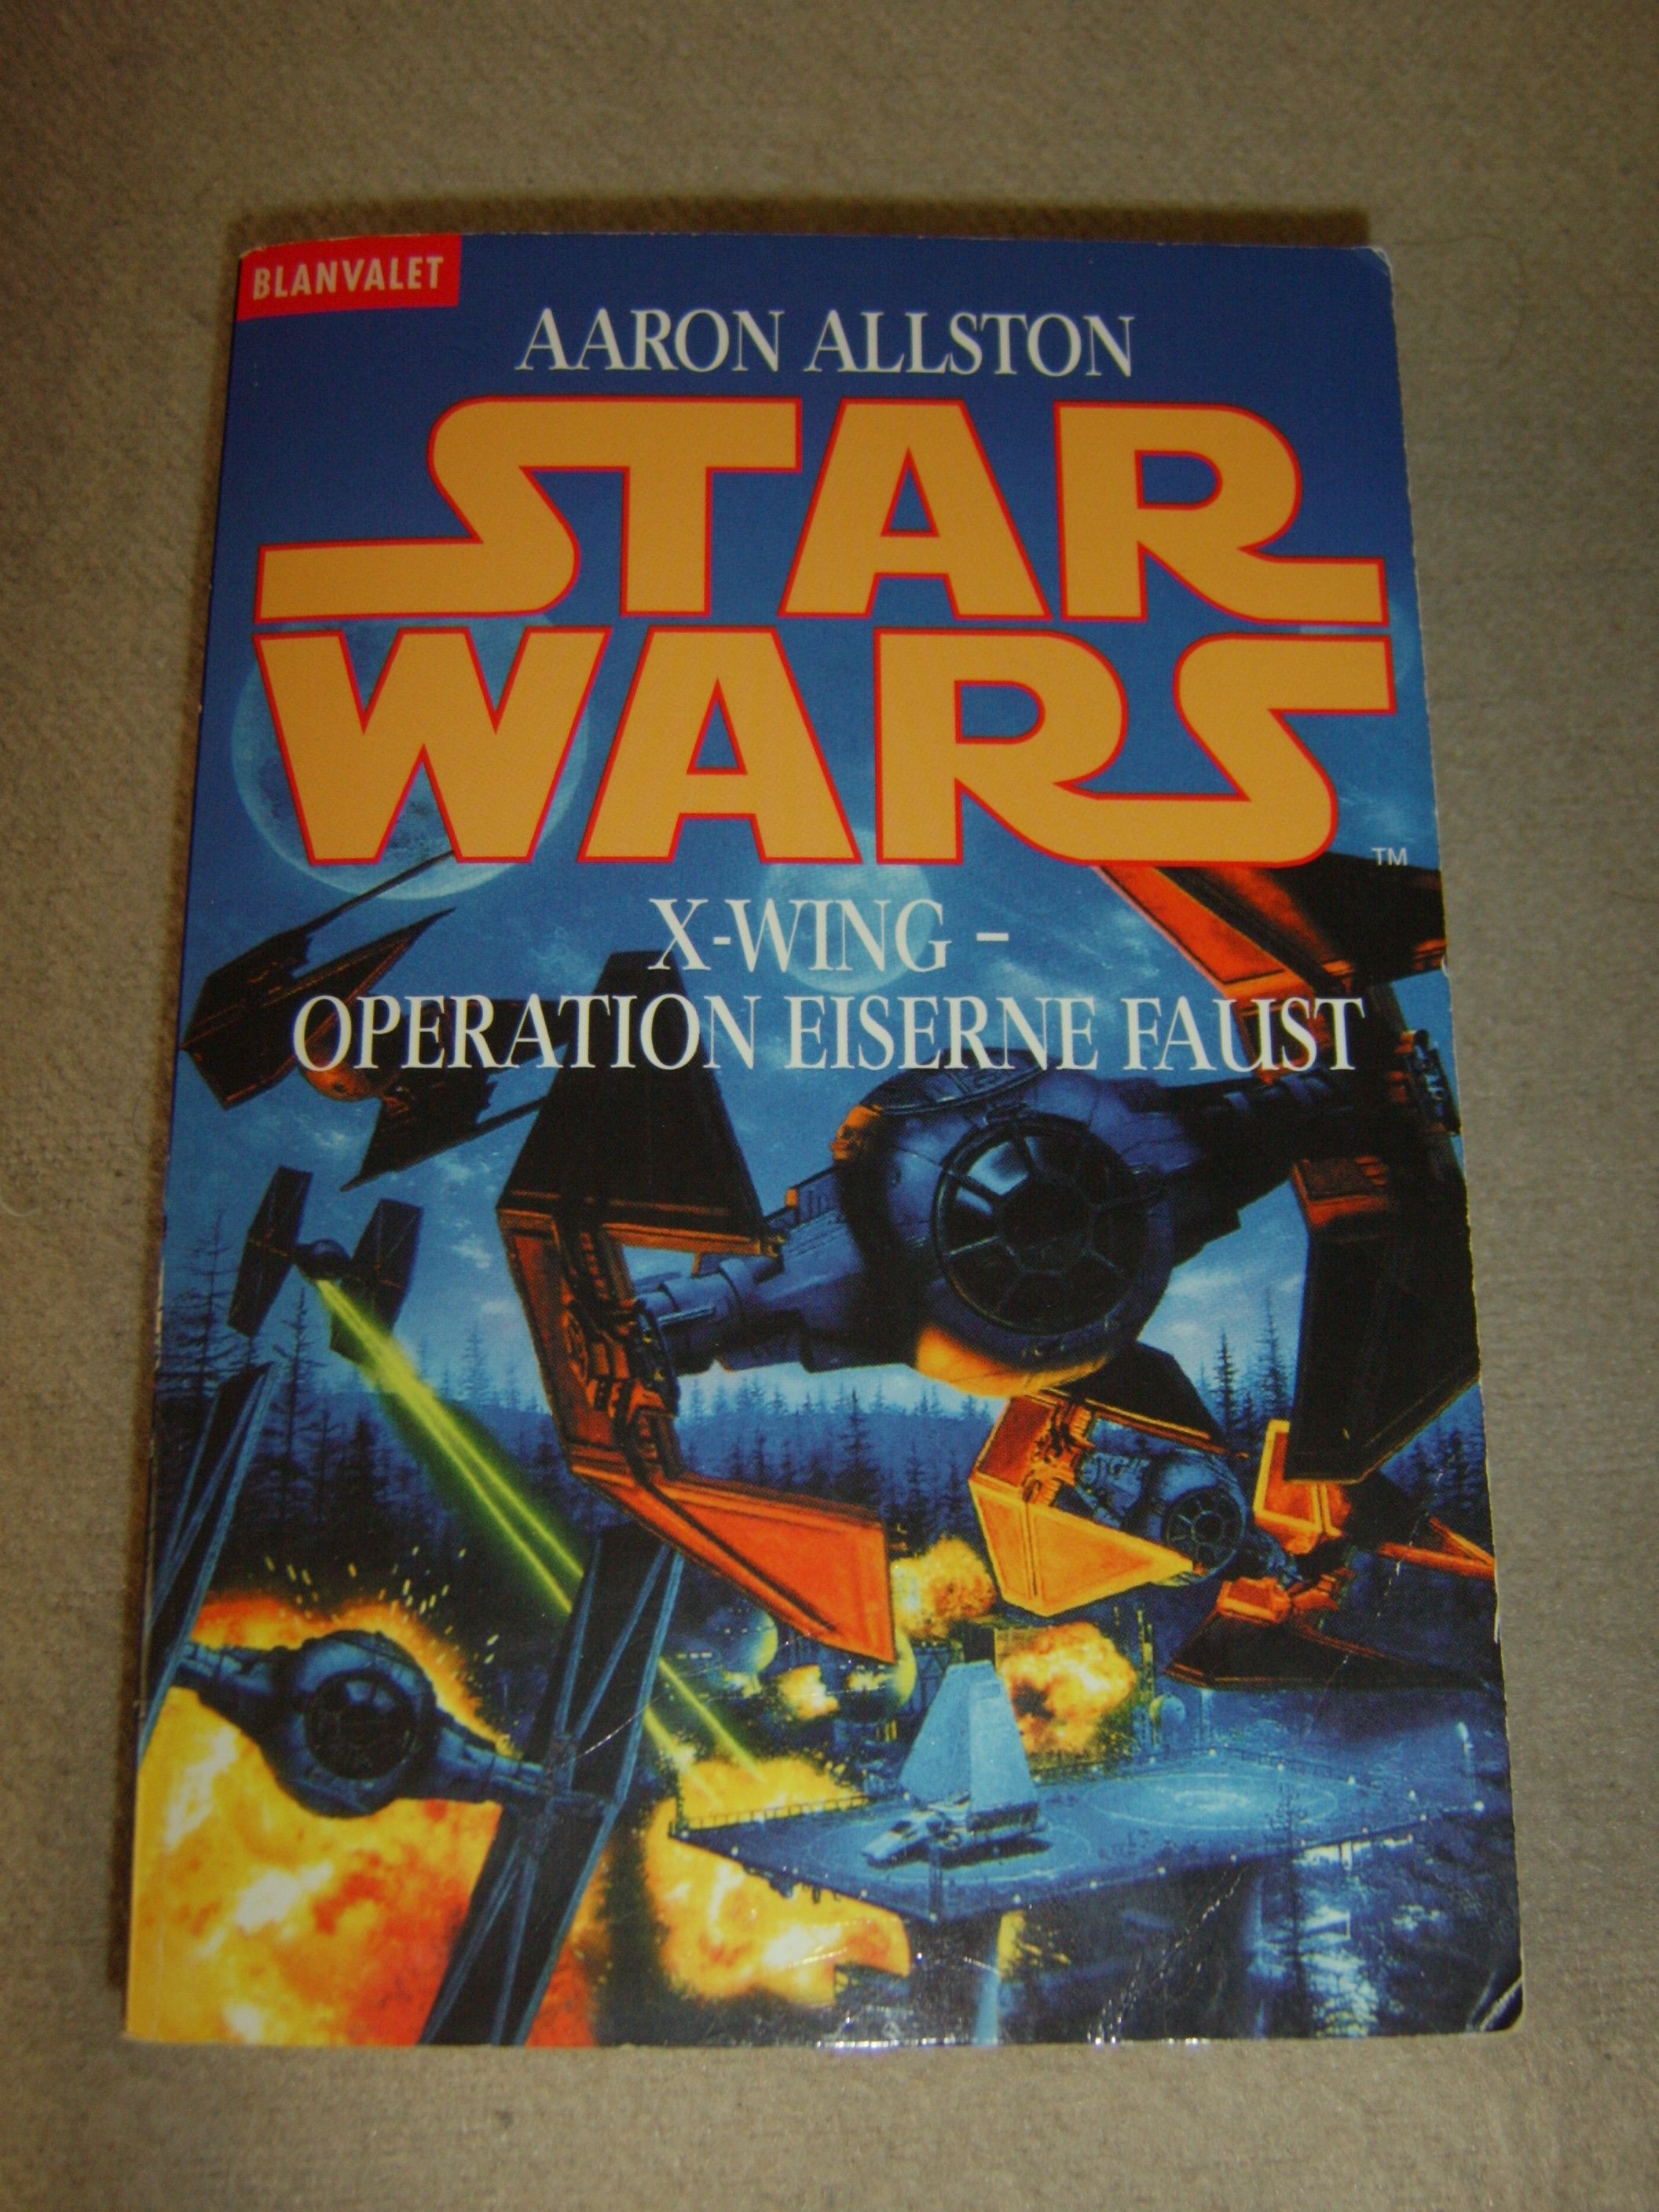 BLANVALET
AARON ALLSTON
STAR
WARS
TM
X-WING –
OPERATION EISERNE FAUST